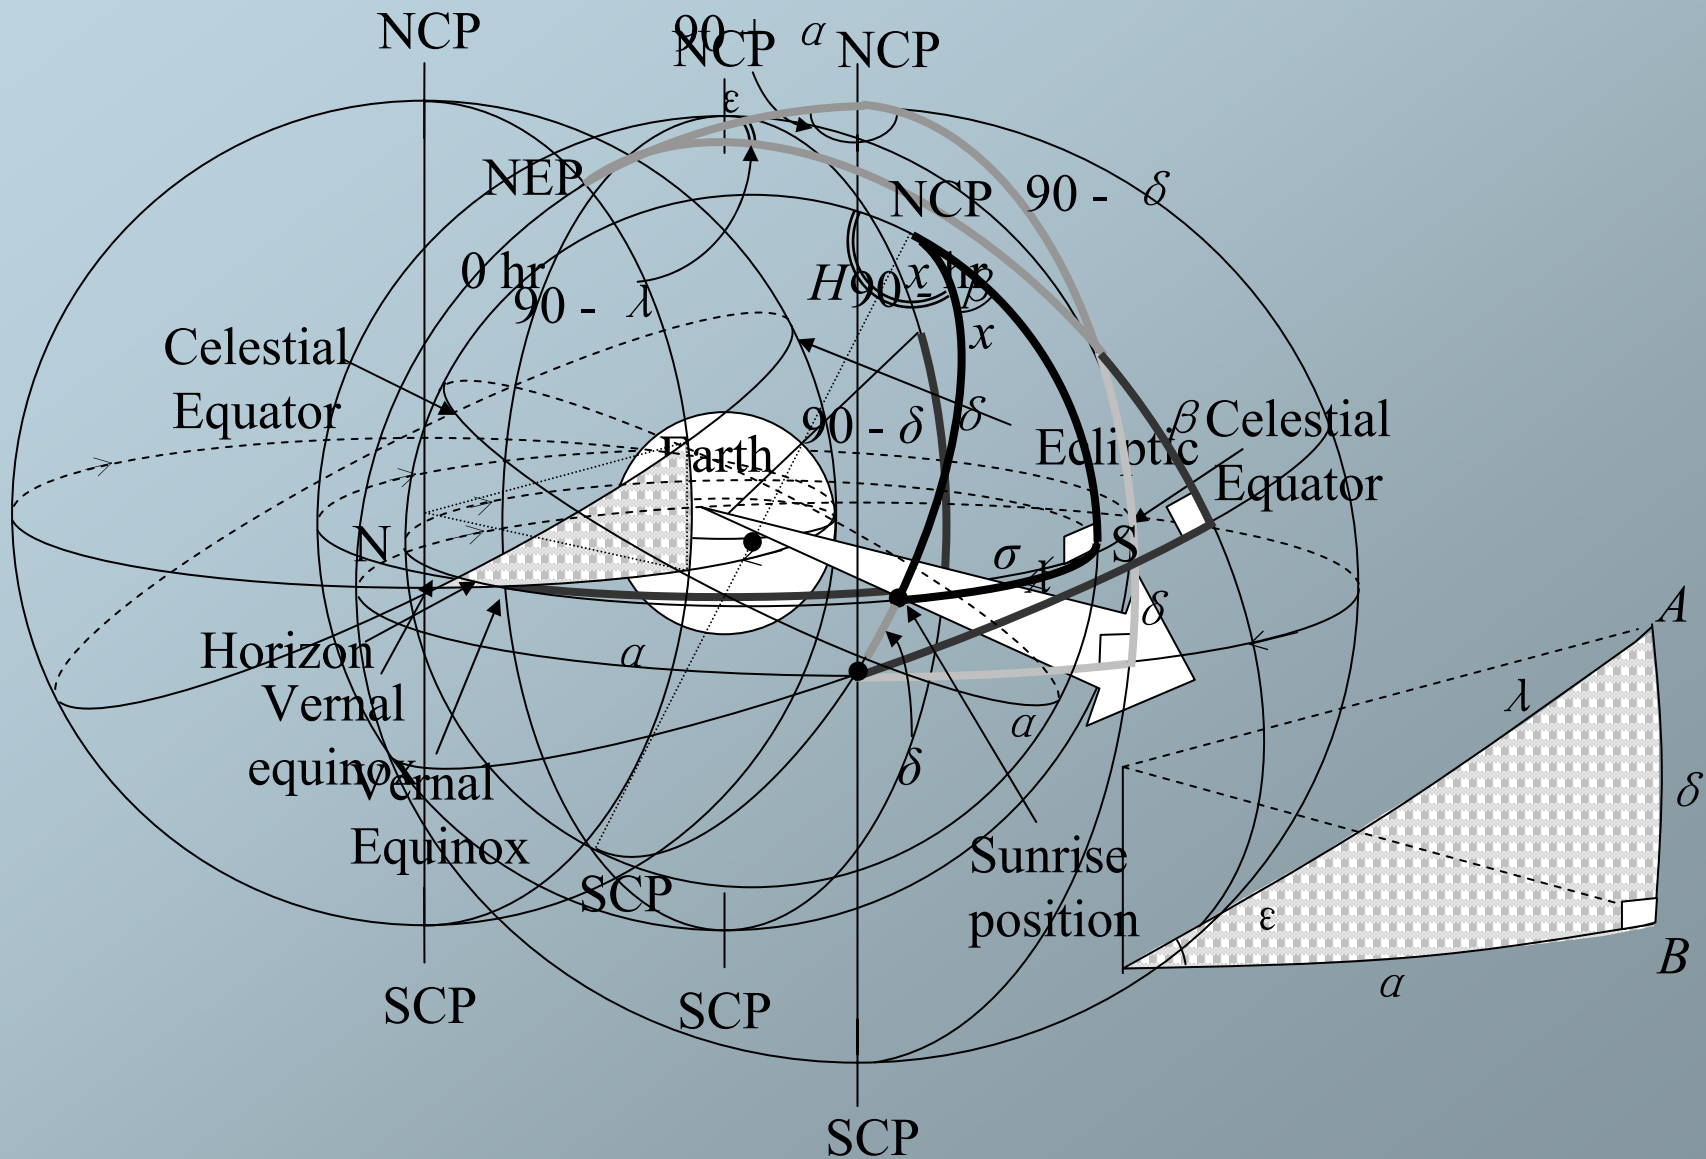 NCP
90 + α
NCP
NCP
ε
NEP
NCP
90 - δ
0 hr
90 - λ
H
90 - β
x hr
x
Celestial
Equator
90 - δ
δ
Earth
Ecliptic
β
Celestial
Equator
N
S
σ
λ
δ
Horizon
α
Vernal
equinox
Vernal
Equinox
α
δ
Sunrise
position
SCP
SCP
SCP
SCP
A
λ
δ
ε
α
B